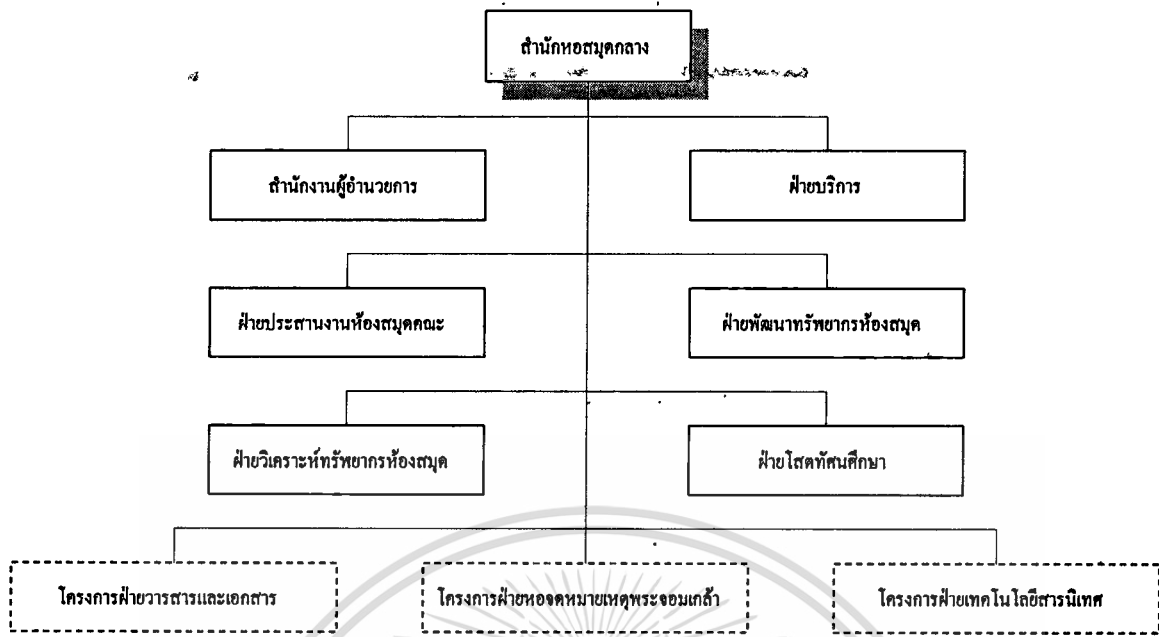 สำนักหอสมุดกลาง
สำนักงานผู้อำนวยการ
ฝ่ายบริการ
ฝ่ายประสานงานห้องสมุดคณะ
ฝ่ายพัฒนาทรัพยากรห้องสมุด
ฝ่ายวิเคราะห์ทรัพยากรห้องสมุด
ฝ่ายโสตทัศนศึกษา
โครงการฝ่ายวารสารและเอกสาร
โครงการฝ่ายหอจดหมายเหตุพระจอมเกล้า
โครงการฝ่ายเทคโนโลยีสารนิเทศ